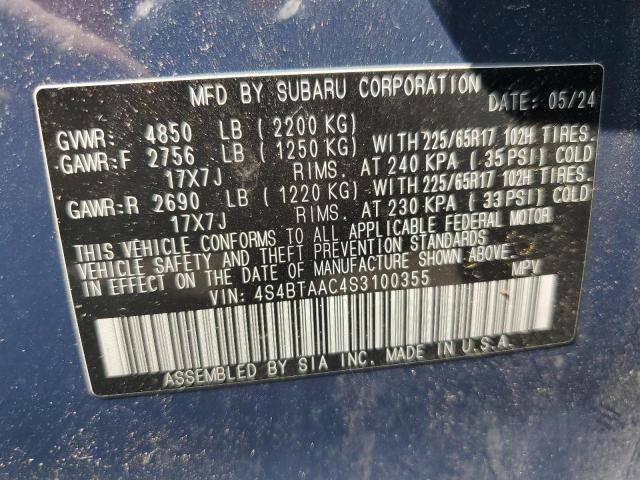 MFD BY SUBARU CORPORATION DATE: 05/24
GVWR: 4850 LB (2200 KG)
GAWR:F 2756 LB (1250 KG) WITH 225/65R17 102H TIRES.
17X7J RIMS. AT 240 KPA (35 PSI) COLD
GAWR:R 2690 LB (1220 KG) WITH 225/65R17 102H TIRES.
17X7J RIMS. AT 230 KPA (33 PSI) COLD
THIS VEHICLE CONFORMS TO ALL APPLICABLE FEDERAL MOTOR
VEHICLE SAFETY AND THEFT PREVENTION STANDARDS
IN EFFECT ON THE DATE OF MANUFACTURE SHOWN ABOVE.
VIN: 4S4BTAAC4S3100355 MPV
ASSEMBLED BY SIA INC. MADE IN U.S.A.